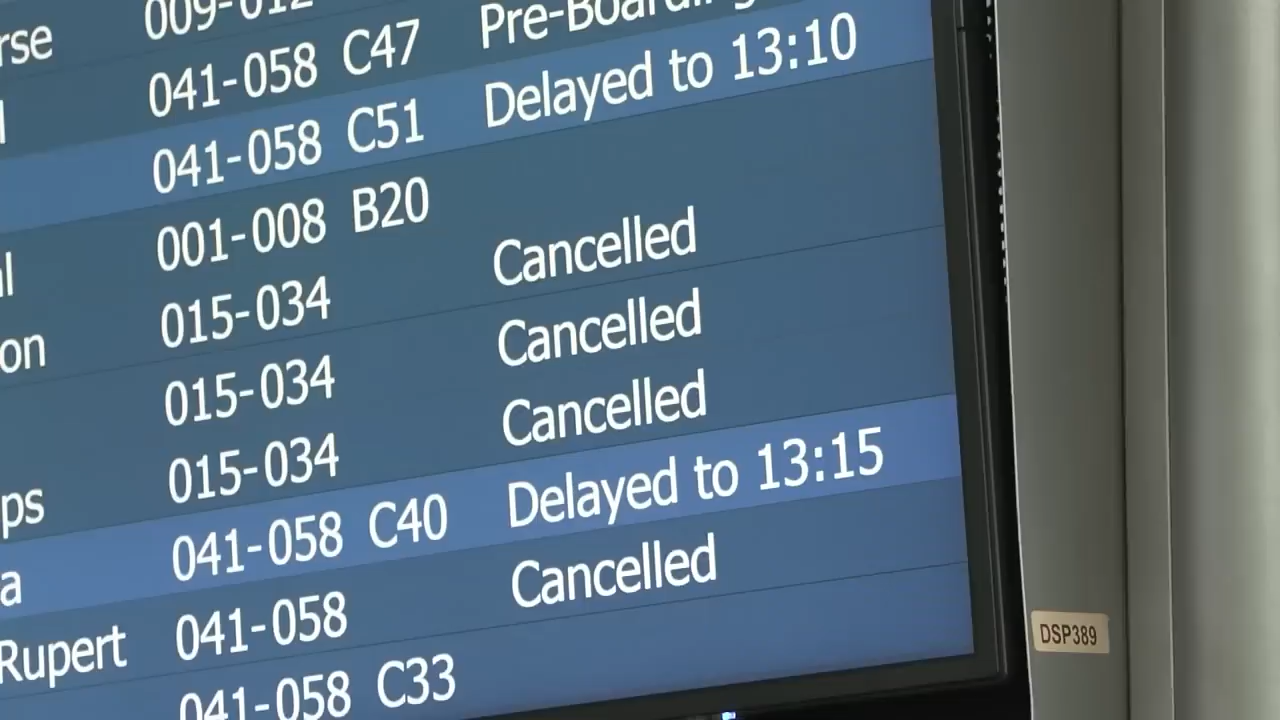 rse 009-012
l 041-058 C47 Pre-Boarding
041-058 C51 Delayed to 13:10
l 001-008 B20
on 015-034 Cancelled
015-034 Cancelled
ps 015-034 Cancelled
a 041-058 C40 Delayed to 13:15
Rupert 041-058 Cancelled
041-058 C33
DSP389